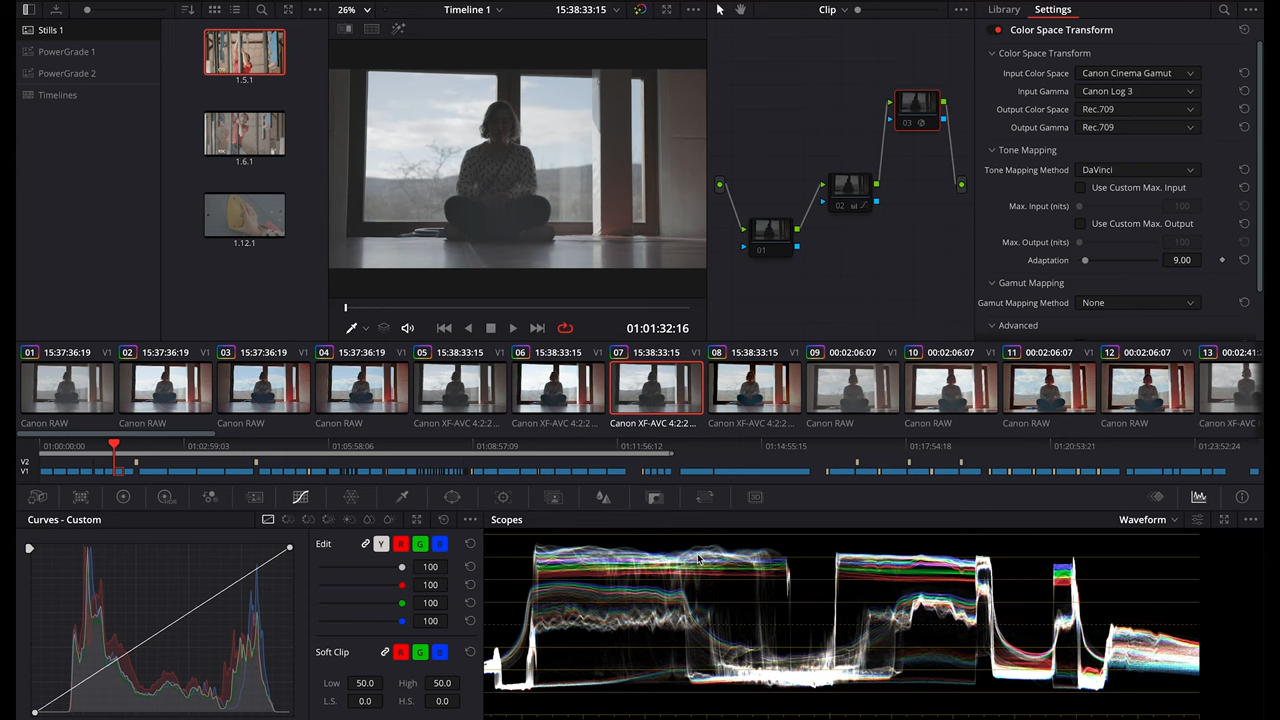 26%
Timeline 1
15:38:33:15
Clip
Library
Settings
Stills 1
PowerGrade 1
PowerGrade 2
Timelines
1.5.1
1.6.1
1.12.1
01
02
03
Color Space Transform
Color Space Transform
Input Color Space
Canon Cinema Gamut
Input Gamma
Canon Log 3
Output Color Space
Rec.709
Output Gamma
Rec.709
Tone Mapping
Tone Mapping Method
DaVinci
Use Custom Max. Input
Max. Input (nits)
100
Use Custom Max. Output
Max. Output (nits)
100
Adaptation
9.00
Gamut Mapping
Gamut Mapping Method
None
Advanced
01:01:32:16
01 15:37:36:19 V1
02 15:37:36:19 V1
03 15:37:36:19 V1
04 15:37:36:19 V1
05 15:38:33:15 V1
06 15:38:33:15 V1
07 15:38:33:15 V1
08 15:38:33:15 V1
09 00:02:06:07 V1
10 00:02:06:07 V1
11 00:02:06:07 V1
12 00:02:06:07 V1
13 00:02:41:
Canon RAW
Canon RAW
Canon RAW
Canon RAW
Canon XF-AVC 4:2:2...
Canon XF-AVC 4:2:2...
Canon XF-AVC 4:2:2...
Canon XF-AVC 4:2:2...
Canon RAW
Canon RAW
Canon RAW
Canon RAW
Canon RAW
01:00:00:00
01:02:59:03
01:05:58:06
01:08:57:09
01:11:56:12
01:14:55:15
01:17:54:18
01:20:53:21
01:23:52:24
V2
V1
Curves - Custom
Edit
Y
R
G
B
100
100
100
100
Soft Clip
R
G
B
Low
50.0
High
50.0
L.S.
0.0
H.S.
0.0
Scopes
Waveform